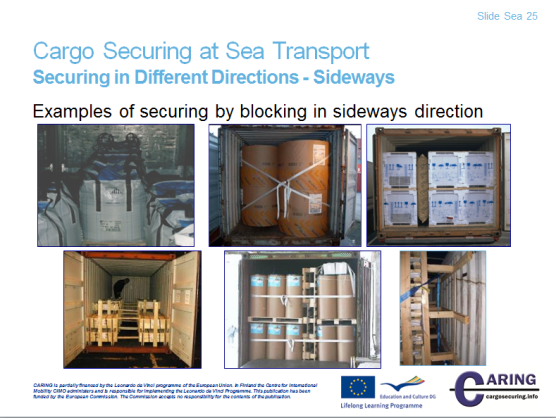 Slide Sea 25
Cargo Securing at Sea Transport
Securing in Different Directions - Sideways
Examples of securing by blocking in sideways direction
CARING is partially financed by the Leonardo da Vinci programme of the European Union. In Finland the Centre for International
Mobility CIMO administers and is responsible for implementing the Leonardo da Vinci Programme. This publication has been
funded by the European Commission. The Commission accepts no responsibility for the contents of the publication.
Education and Culture DG
Lifelong Learning Programme
CARING
cargosecuring.info